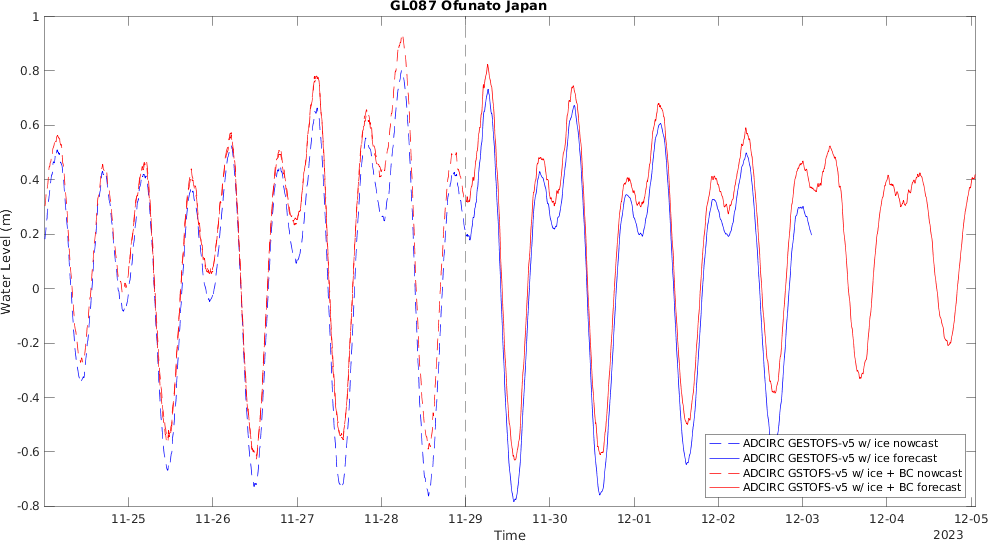 GL087 Ofunato Japan
Water Level (m)
1
0.8
0.6
0.4
0.2
0
-0.2
-0.4
-0.6
-0.8
ADCIRC GESTOFS-v5 w/ ice nowcast
ADCIRC GESTOFS-v5 w/ ice forecast
ADCIRC GSTOFS-v5 w/ ice + BC nowcast
ADCIRC GSTOFS-v5 w/ ice + BC forecast
11-25 11-26 11-27 11-28 11-29 11-30 12-01 12-02 12-03 12-04 12-05
Time
2023